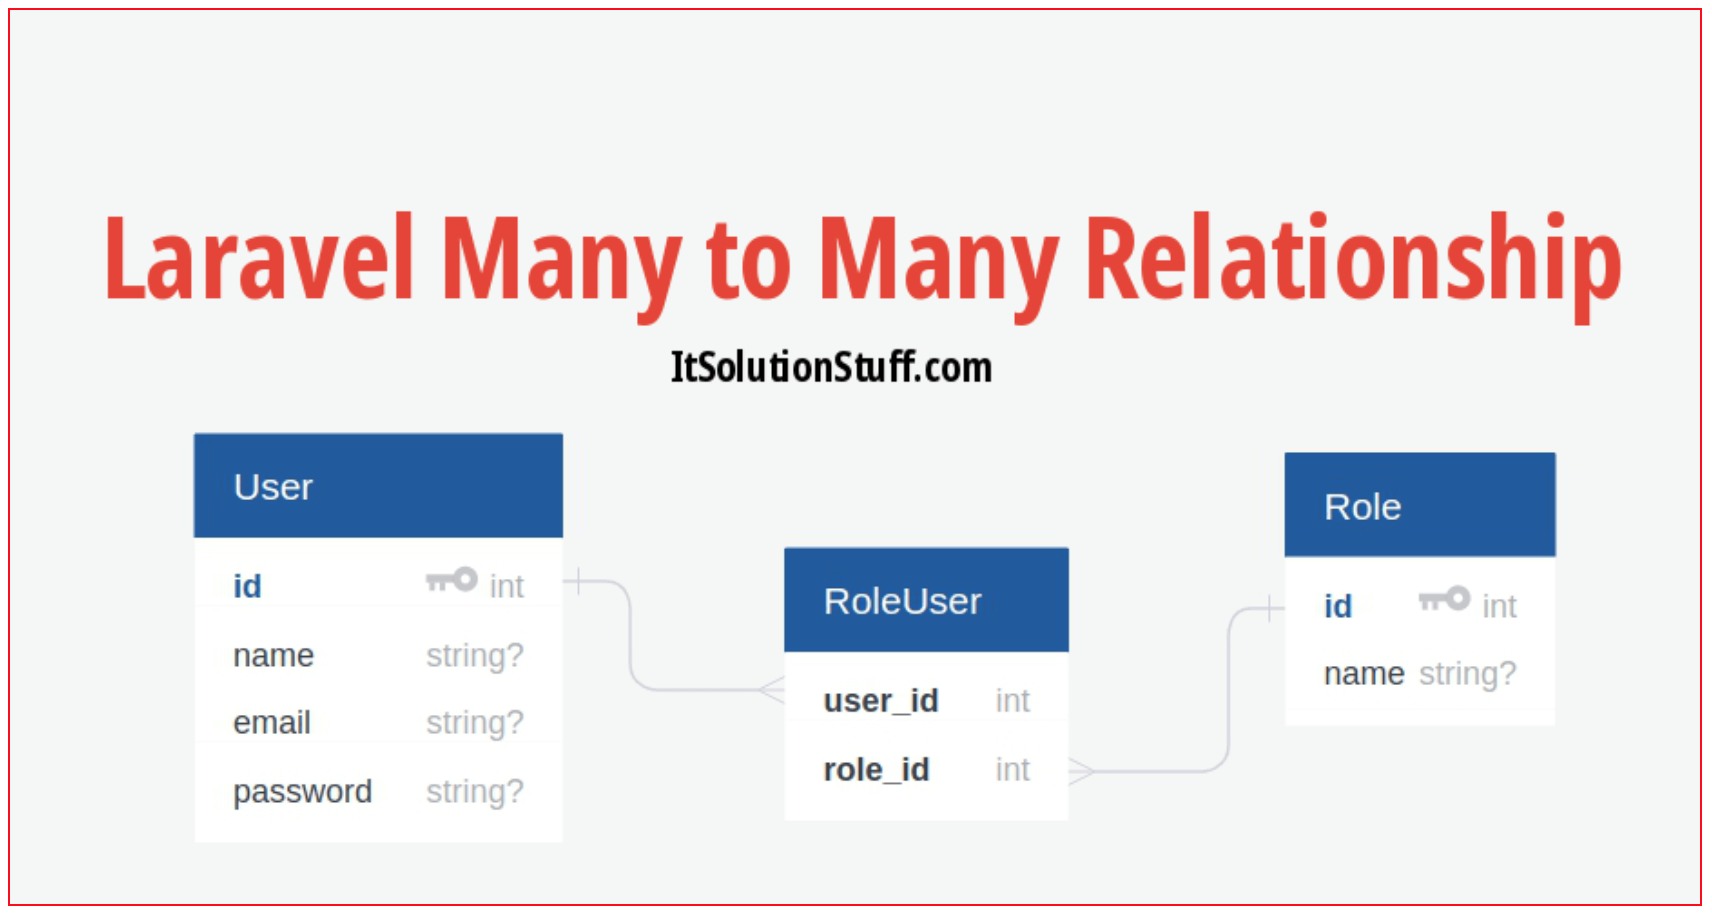 Laravel Many to Many Relationship
ItSolutionStuff.com
User
id int
name string?
email string?
password string?
RoleUser
user_id int
role_id int
Role
id int
name string?